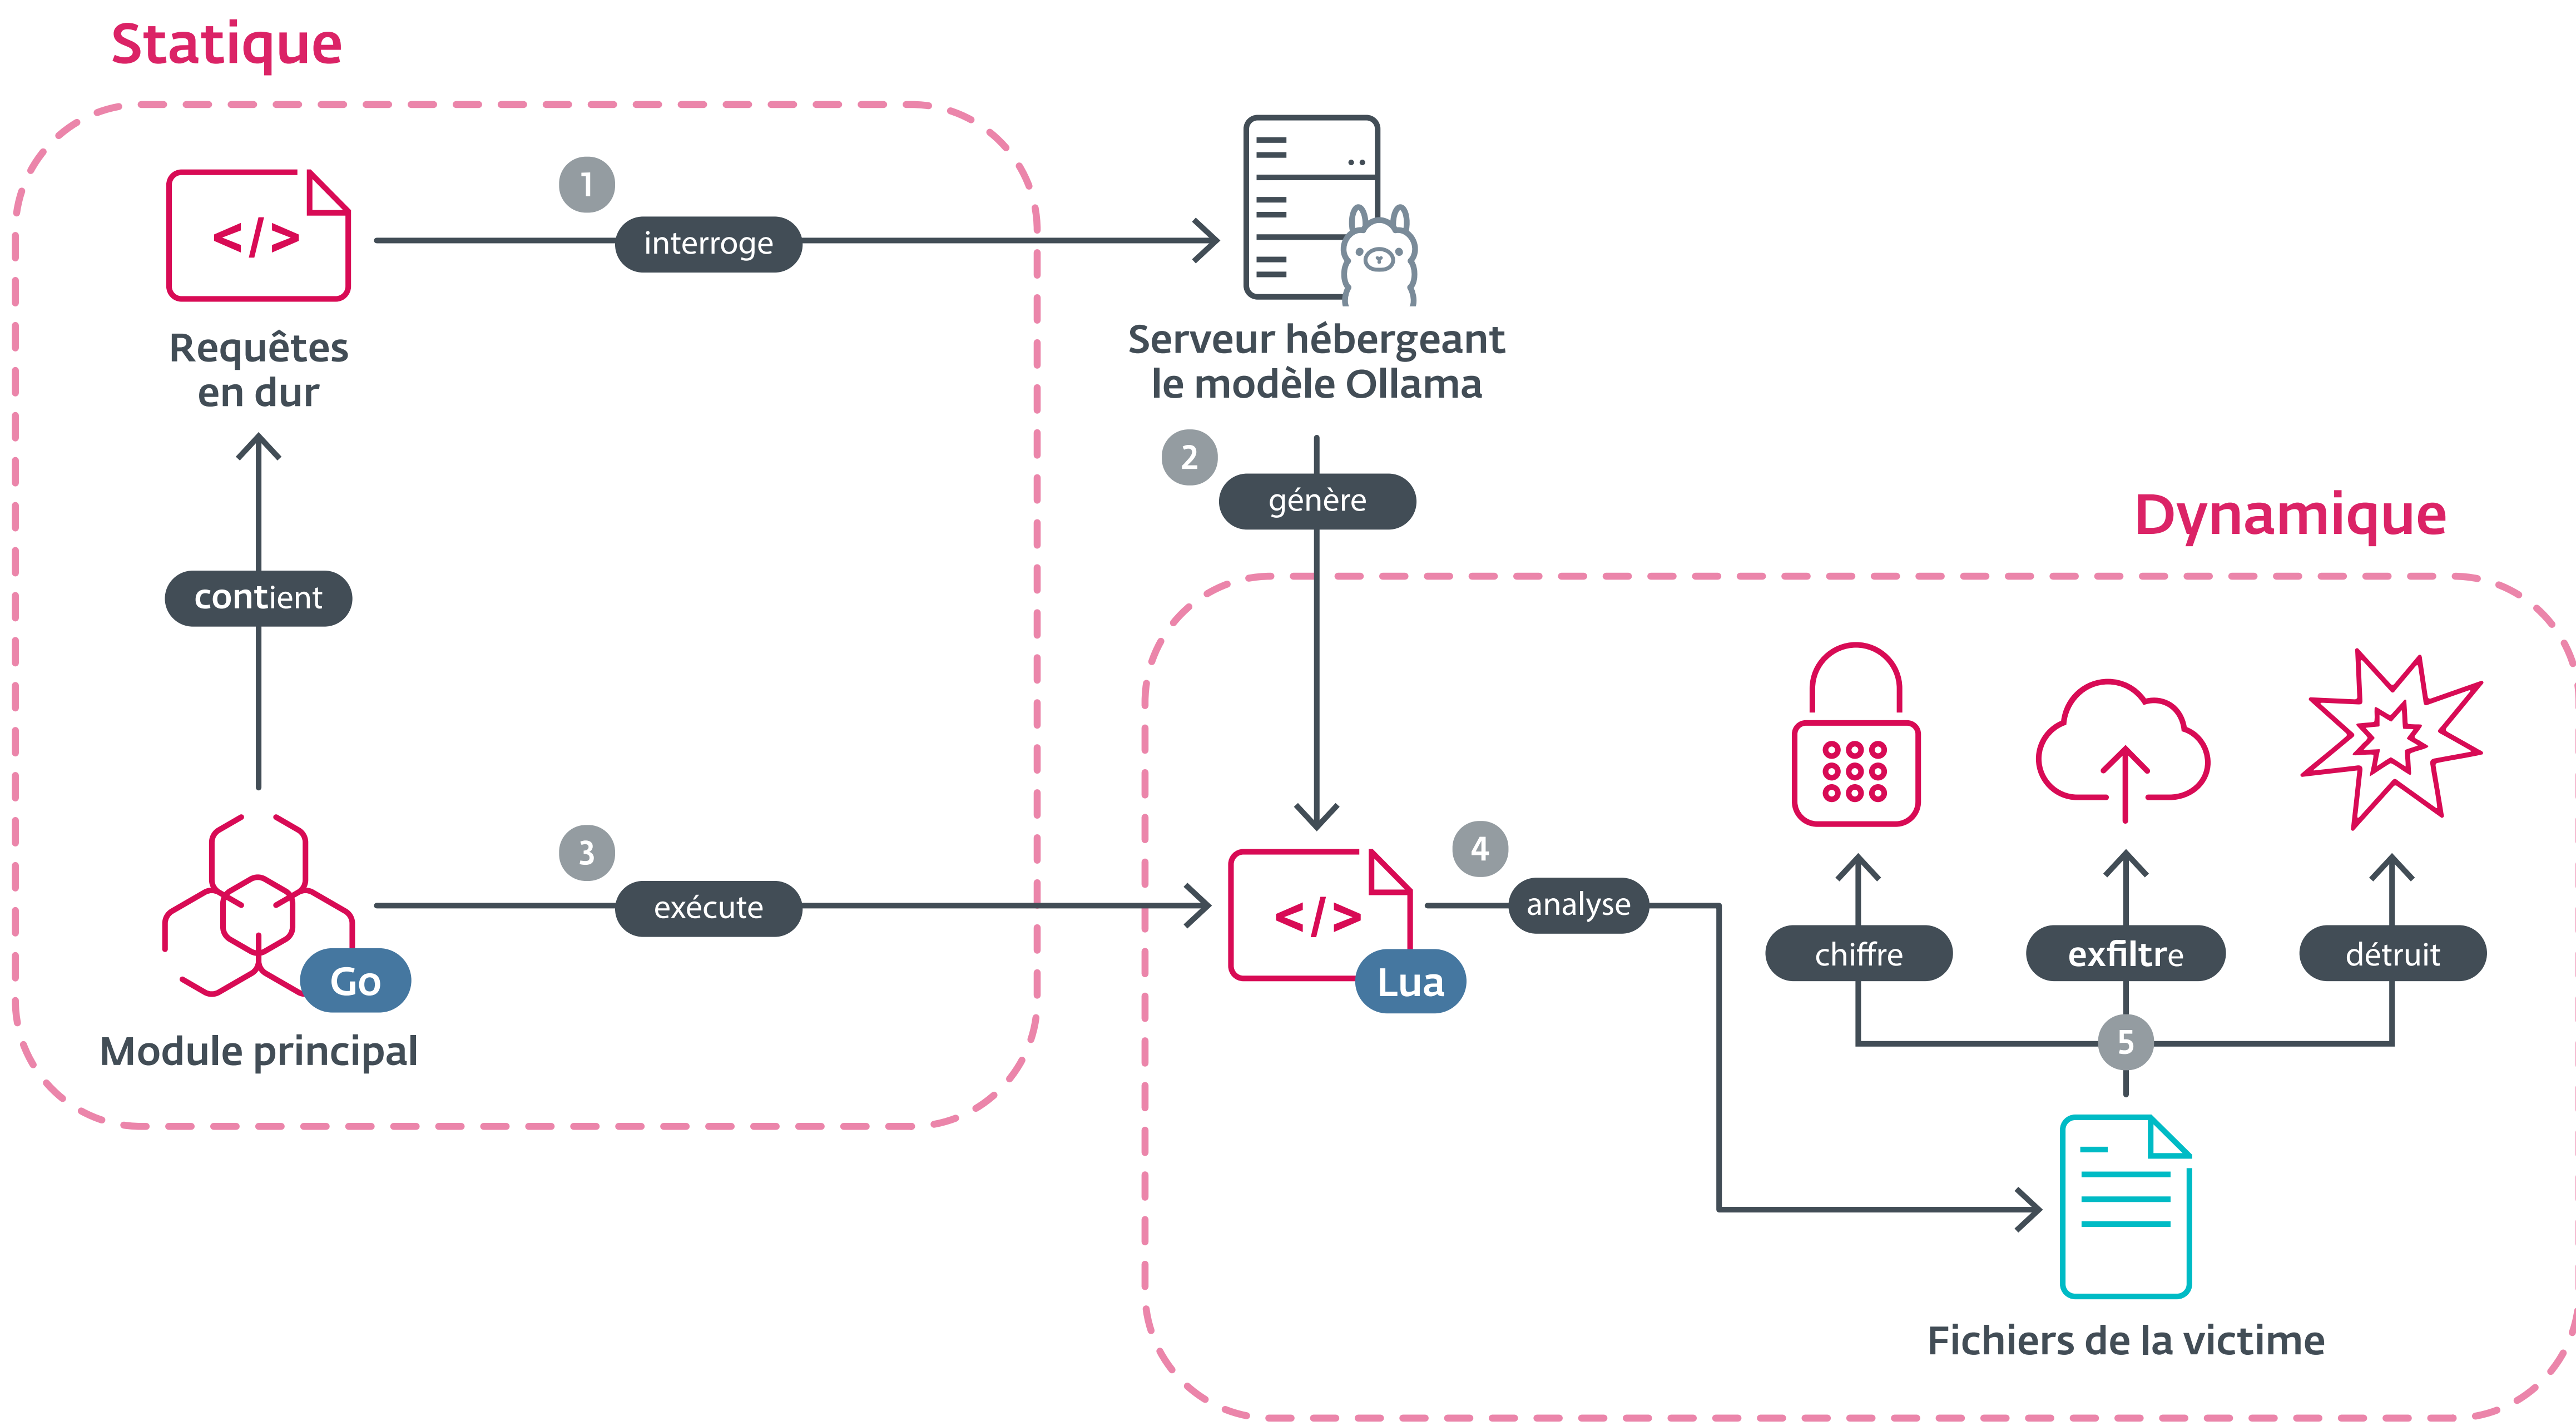 Statique
1
interroge
Requêtes
en dur
Serveur hébergeant
le modèle Ollama
2
génère
Dynamique
contient
3
exécute
Go
Module principal
4
analyse
</>
</>
Lua
chiffre
exfiltre
détruit
5
Fichiers de la victime